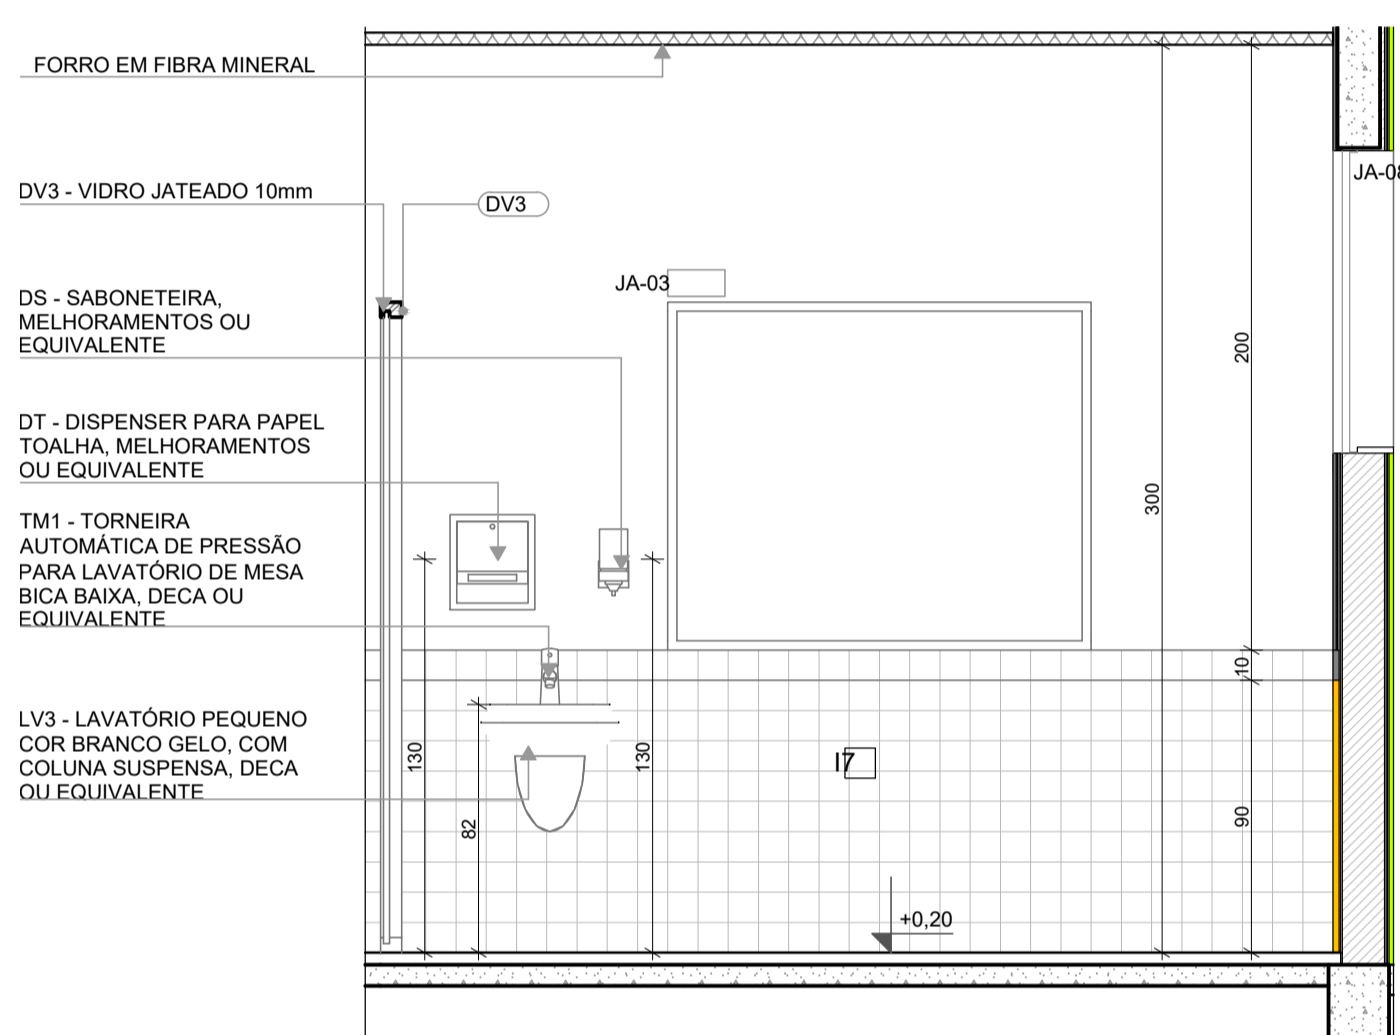 FORRO EM FIBRA MINERAL
DV3 - VIDRO JATEADO 10mm
DV3
DS - SABONETEIRA,
MELHORAMENTOS OU
EQUIVALENTE
JA-03
DT - DISPENSER PARA PAPEL
TOALHA, MELHORAMENTOS
OU EQUIVALENTE
TM1 - TORNEIRA
AUTOMÁTICA DE PRESSÃO
PARA LAVATÓRIO DE MESA
BICA BAIXA, DECA OU
EQUIVALENTE
LV3 - LAVATÓRIO PEQUENO
COR BRANCO GELO, COM
COLUNA SUSPENSA, DECA
OU EQUIVALENTE
130
82
130
I7
+0,20
300
200
10
90
JA-08